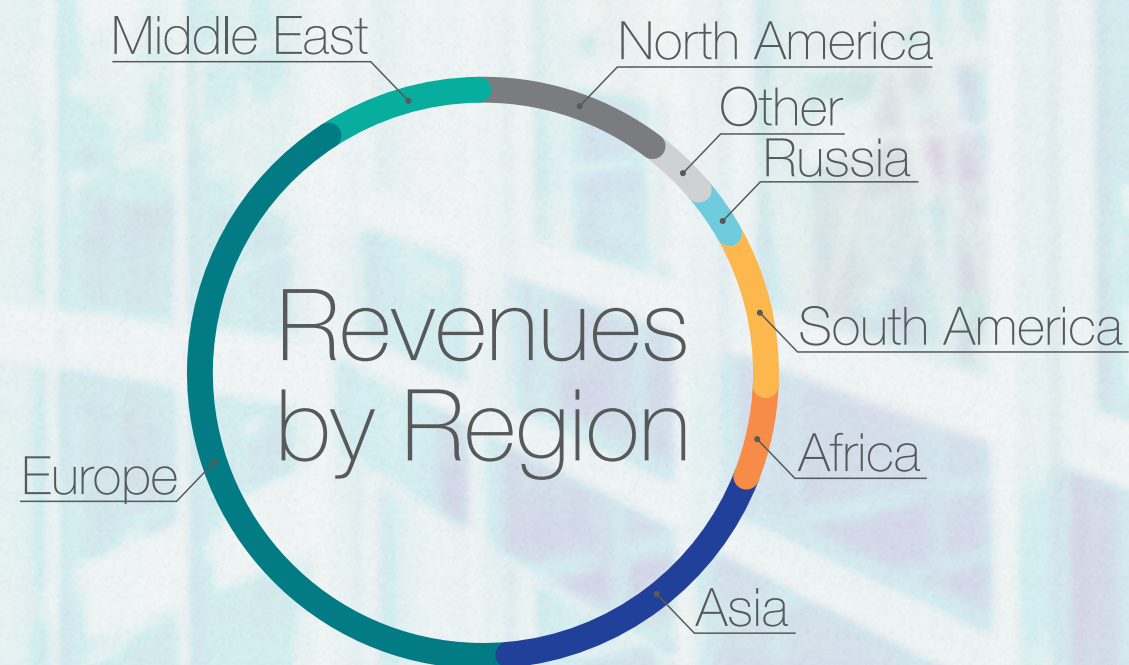 Middle East
North America
Other
Russia
Revenues
by Region
South America
Africa
Europe
Asia